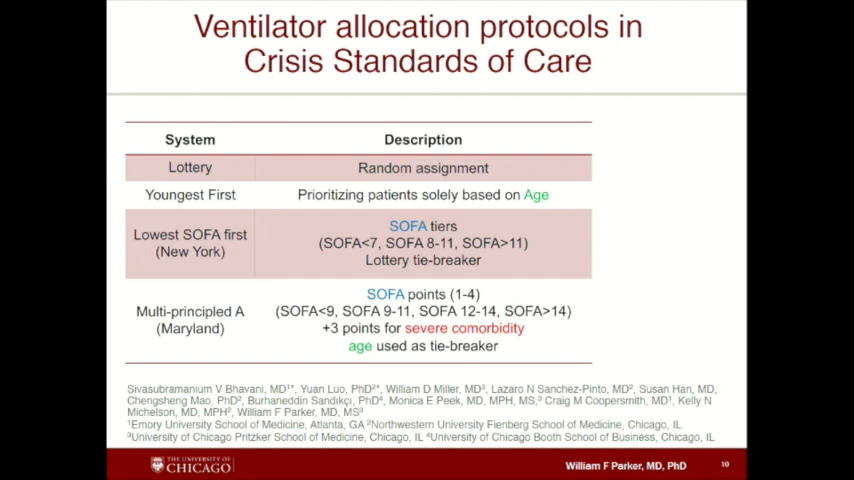 Ventilator allocation protocols in
Crisis Standards of Care
System Description
Lottery Random assignment
Youngest First Prioritizing patients solely based on Age
Lowest SOFA first
(New York)
SOFA tiers
(SOFA<7, SOFA 8-11, SOFA>11)
Lottery tie-breaker
Multi-principled A
(Maryland)
SOFA points (1-4)
(SOFA<9, SOFA 9-11, SOFA 12-14, SOFA>14)
+3 points for severe comorbidity
age used as tie-breaker
Sivasubramanium V Bhavani, MD¹*, Yuan Luo, PhD²*, William D Miller, MD³, Lazaro N Sanchez-Pinto, MD², Susan Han, MD,
Chengsheng Mao, PhD², Burhaneddin Sandıkçı, PhD⁴, Monica E Peek, MD, MPH, MS,³ Craig M Coopersmith, MD¹, Kelly N
Michelson, MD, MPH², William F Parker, MD, MS³
¹Emory University School of Medicine, Atlanta, GA ²Northwestern University Fienberg School of Medicine, Chicago, IL
³University of Chicago Pritzker School of Medicine, Chicago, IL ⁴University of Chicago Booth School of Business, Chicago, IL
THE UNIVERSITY OF
CHICAGO
William F Parker, MD, PhD
10